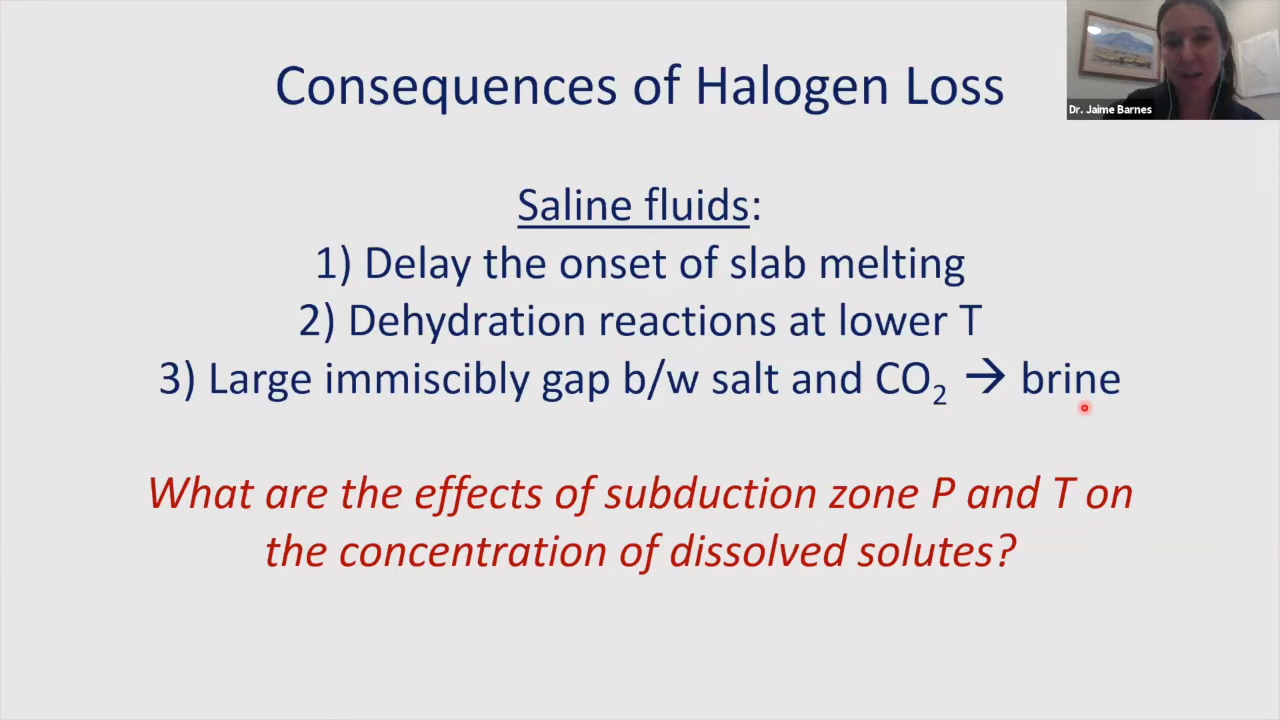 Consequences of Halogen Loss
Dr. Jaime Barnes
Saline fluids:
1) Delay the onset of slab melting
2) Dehydration reactions at lower T
3) Large immiscibly gap b/w salt and CO₂ → brine
What are the effects of subduction zone P and T on
the concentration of dissolved solutes?